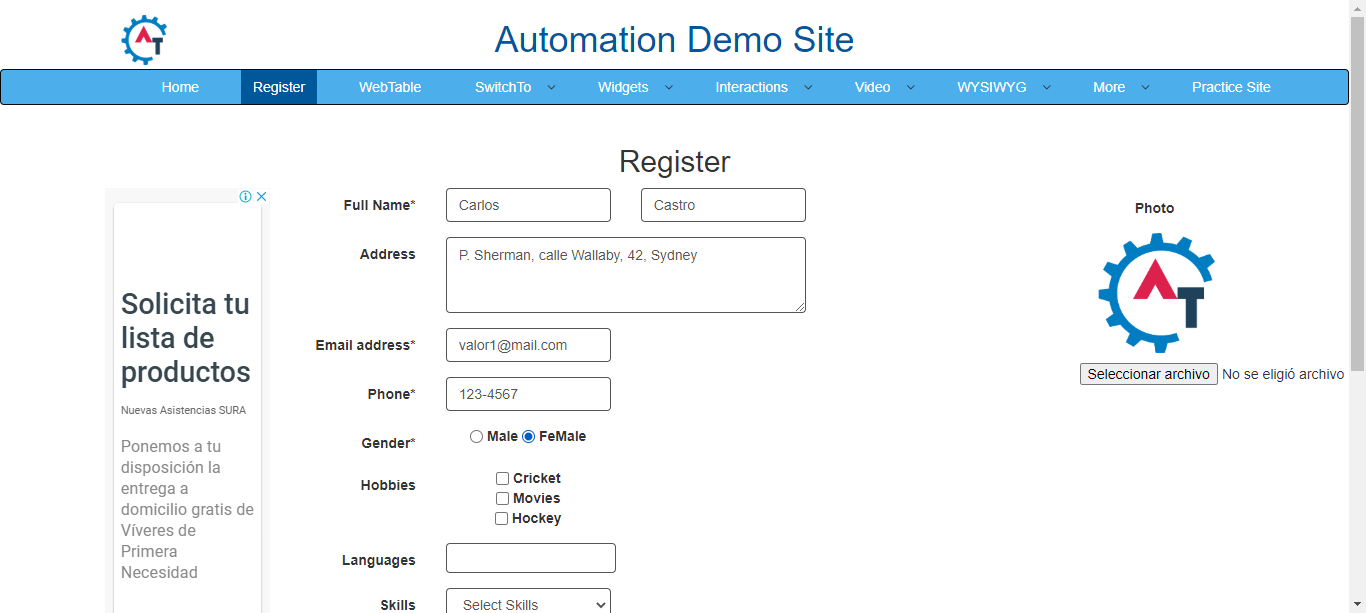 AT
Automation Demo Site
Home Register WebTable SwitchTo Widgets Interactions Video WYSIWYG More Practice Site
Register
Full Name* Carlos Castro
Address P. Sherman, calle Wallaby, 42, Sydney
Email address* valor1@mail.com
Phone* 123-4567
Gender* Male FeMale
Hobbies Cricket
Movies
Hockey
Languages
Skills Select Skills
Photo
AT
Seleccionar archivo No se eligió archivo
Solicita tu
lista de
productos
Nuevas Asistencias SURA
Ponemos a tu
disposición la
entrega a
domicilio gratis de
Víveres de
Primera
Necesidad